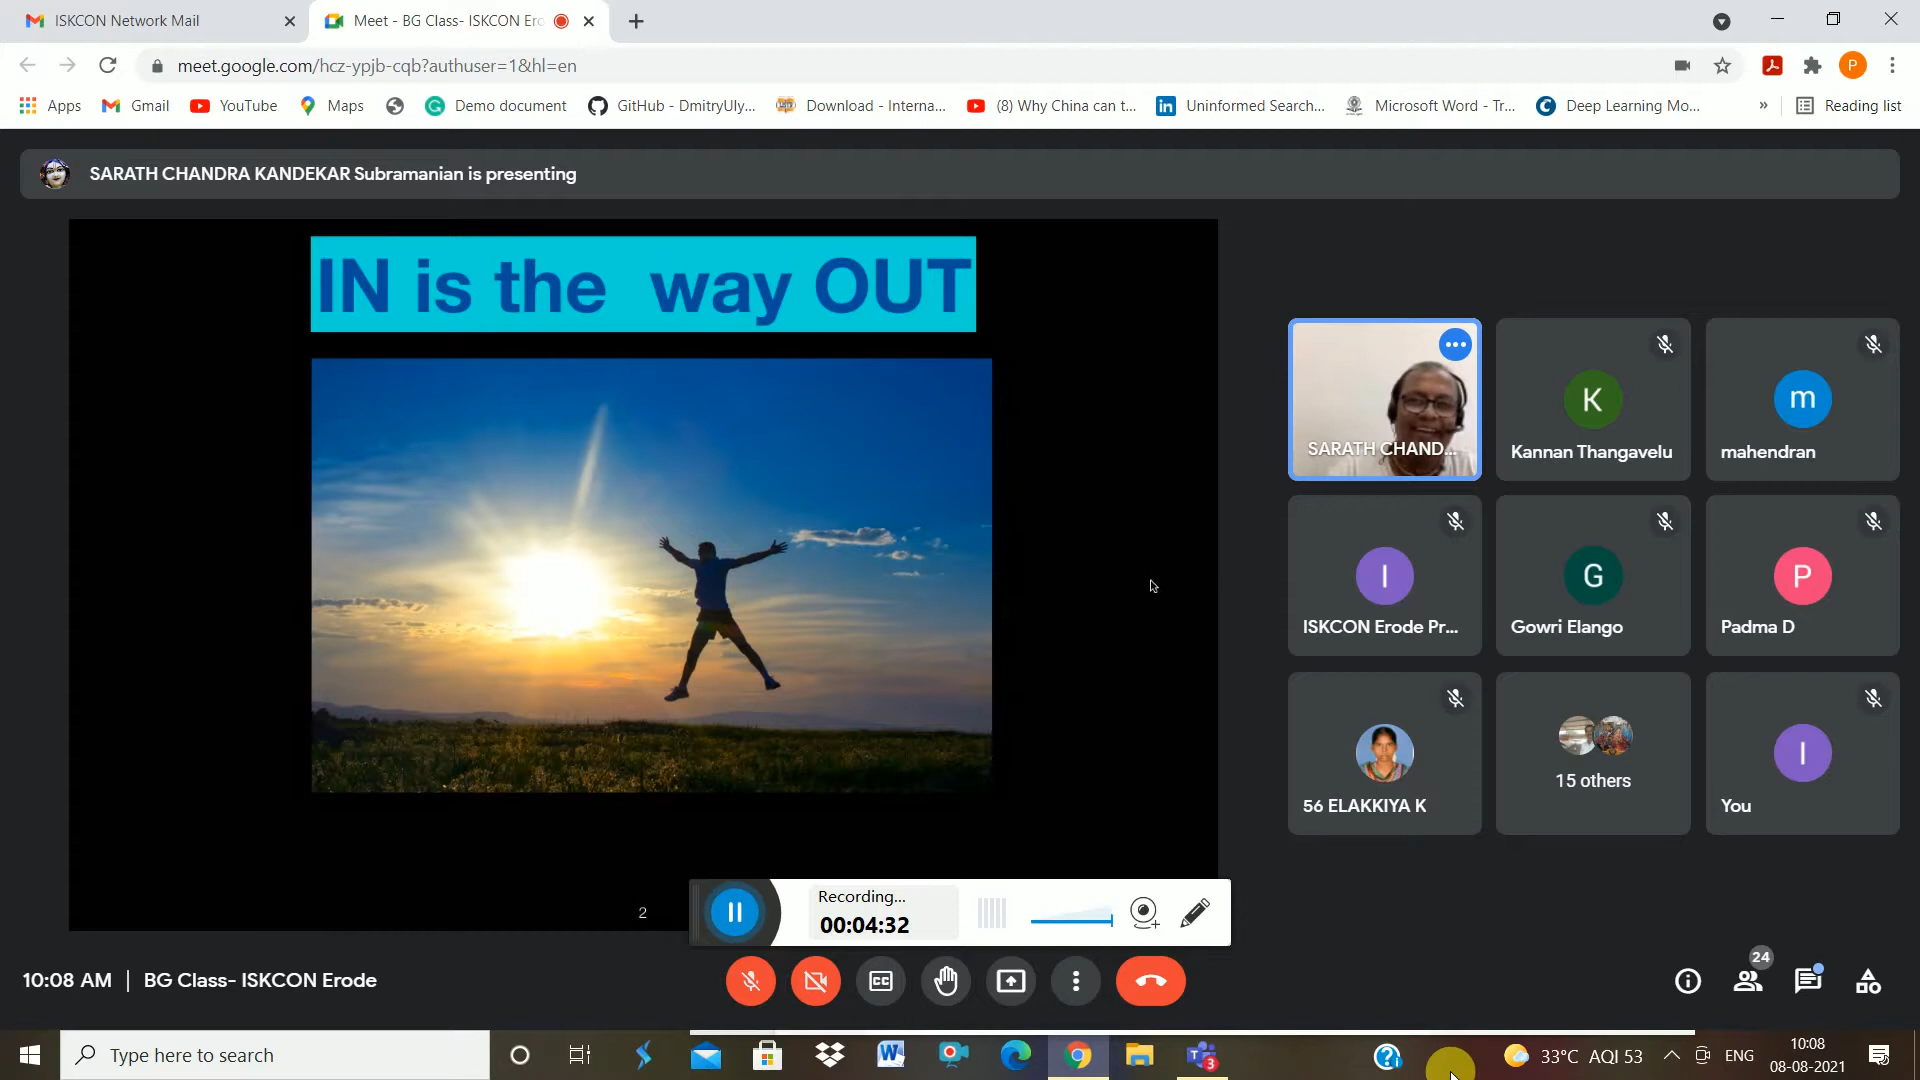 ISKCON Network Mail
Meet - BG Class- ISKCON Erc
meet.google.com/hcz-ypjb-cqb?authuser=1&hl=en
P
Apps
Gmail
YouTube
Maps
Demo document
GitHub - DmitryUly...
Download - Interna...
(8) Why China can t...
Uninformed Search...
Microsoft Word - Tr...
Deep Learning Mo...
»
Reading list
SARATH CHANDRA KANDEKAR Subramanian is presenting
IN is the way OUT
SARATH CHAND...
K
Kannan Thangavelu
m
mahendran
I
ISKCON Erode Pr...
G
Gowri Elango
P
Padma D
56 ELAKKIYA K
15 others
I
You
2
Recording...
00:04:32
10:08 AM | BG Class- ISKCON Erode
CC
24
Type here to search
3
33°C AQI 53
ENG
10:08
08-08-2021